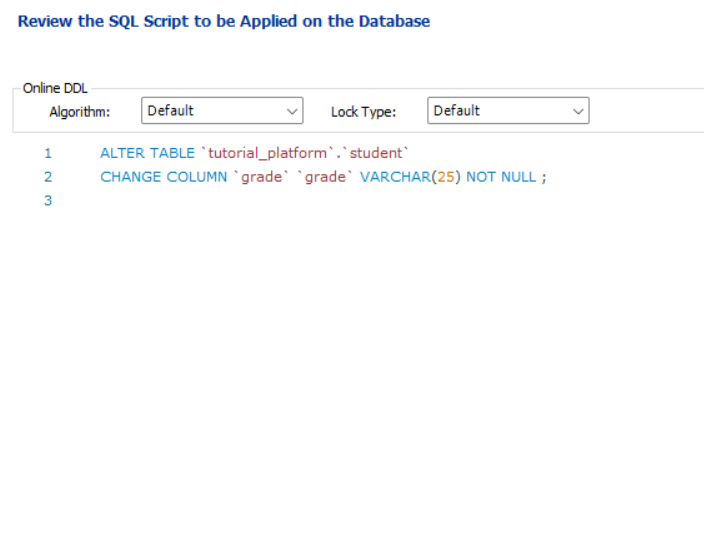 Review the SQL Script to be Applied on the Database
Online DDL
Algorithm: Default Lock Type: Default
1 ALTER TABLE `tutorial_platform`.`student`
2 CHANGE COLUMN `grade` `grade` VARCHAR(25) NOT NULL ;
3